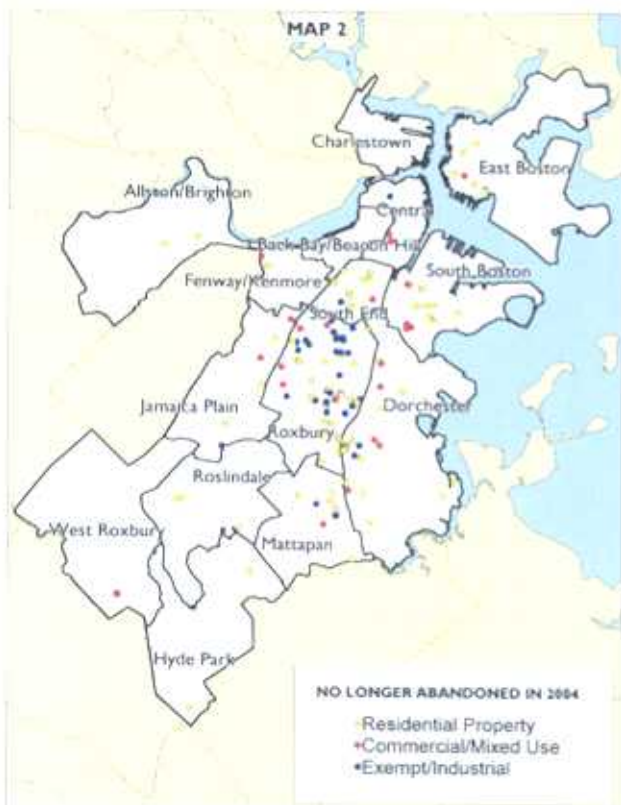 MAP 2
Charlestown
East Boston
Allston/Brighton
Central
Back Bay/Beacon Hill
South Boston
Fenway/Kenmore
South End
Jamaica Plain
Dorchester
Roxbury
Roslindale
West Roxbury
Mattapan
Hyde Park
NO LONGER ABANDONED IN 2004
Residential Property
Commercial/Mixed Use
Exempt/Industrial